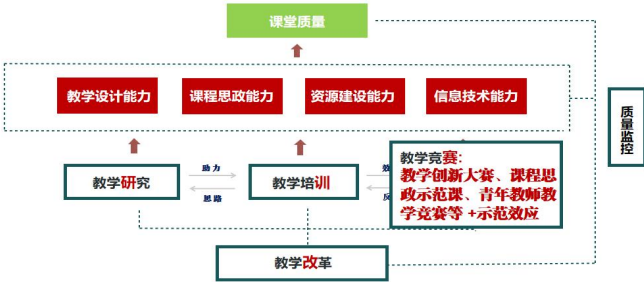 课堂质量
教学设计能力
课程思政能力
资源建设能力
信息技术能力
质量监控
教学研究
助力
思路
教学培训
效
反
教学竞赛:
教学创新大赛、课程思
政示范课、青年教师教
学竞赛等 +示范效应
教学改革